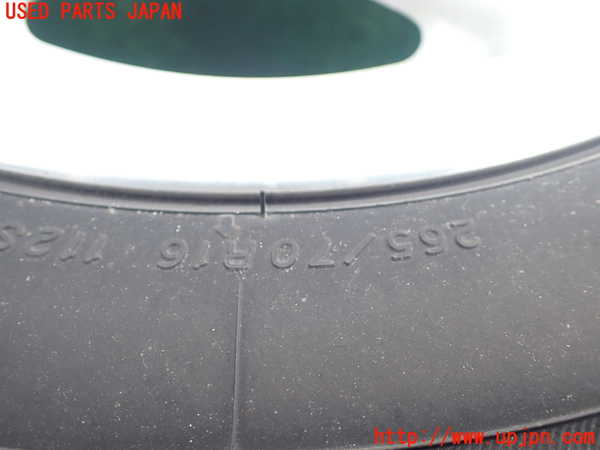 USED PARTS JAPAN
265/70R16 112S
http://www.upjpn.com/